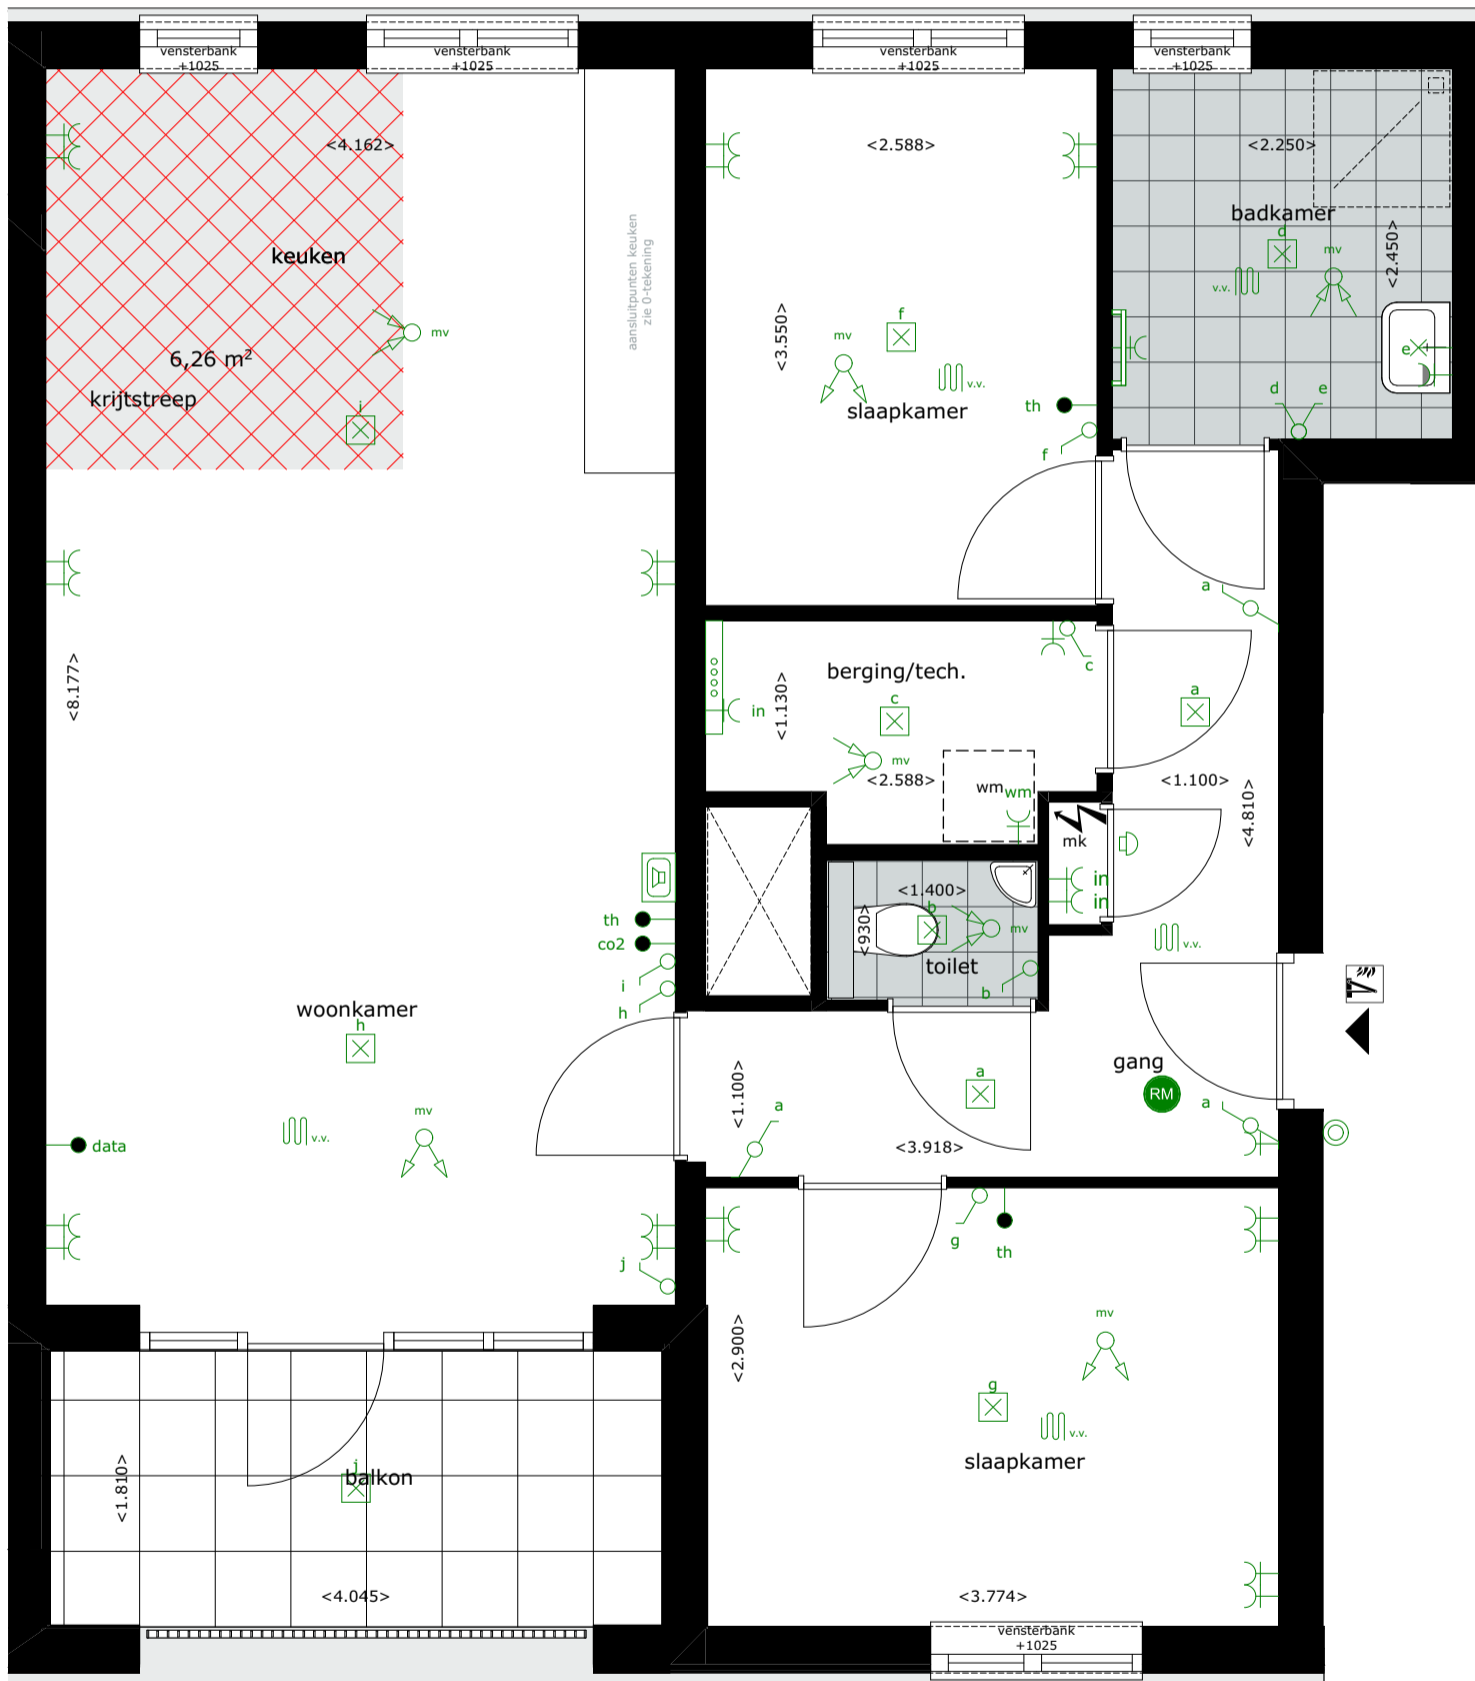 vensterbank
+1025
vensterbank
+1025
vensterbank
+1025
vensterbank
+1025
<4.162>
<2.588>
<2.250>
aansluitpunten keuken
zie 0-tekening
badkamer
d
mv
<2.450>
v.v.
keuken
mv
6,26 m²
krijtstreep
i
<3.550>
f
mv
v.v.
slaapkamer
th
f
e
d
e
a
<8.177>
berging/tech.
c
c
in
<1.130>
mv
<2.588>
wm
wm
a
<1.100>
<4.810>
mk
in
in
<1.400>
b
<930>
mv
toilet
b
v.v.
th
co2
i
h
woonkamer
h
mv
v.v.
data
<1.100>
a
a
gang
RM
a
<3.918>
j
g
th
<2.900>
mv
g
v.v.
slaapkamer
j
balkon
<1.810>
<4.045>
<3.774>
vensterbank
+1025